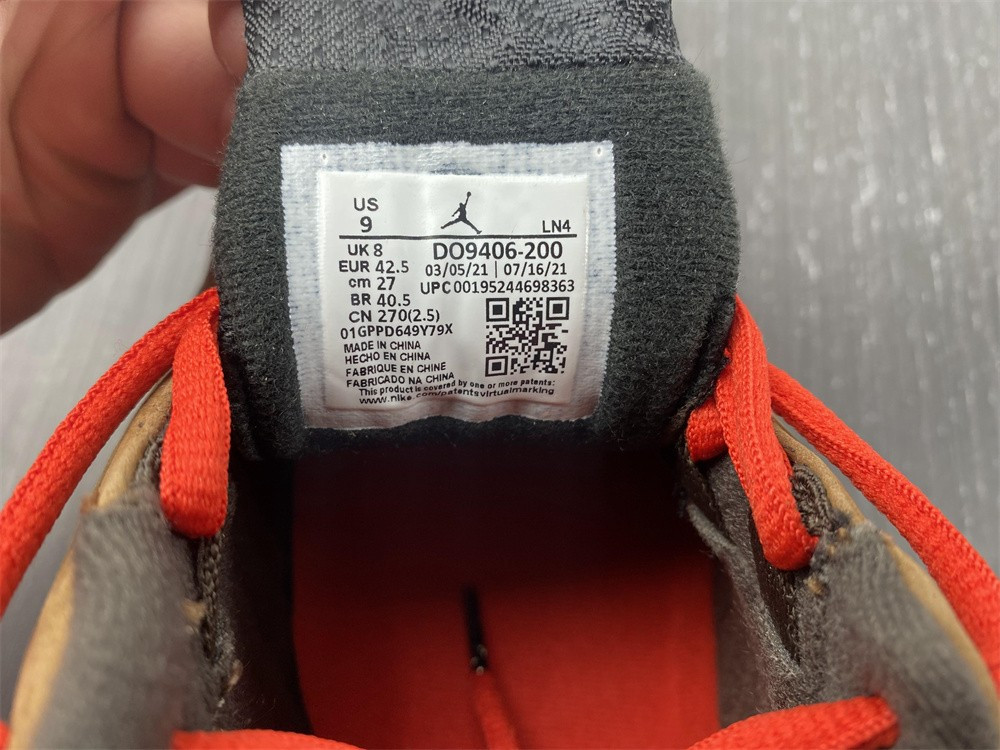 US
9
LN4
UK 8
EUR 42.5
cm 27
BR 40.5
CN 270(2.5)
DO9406-200
03/05/21 | 07/16/21
UPC 00195244698363
01GPPD649Y79X
MADE IN CHINA
HECHO EN CHINA
FABRIQUE EN CHINE
FABRICADO NA CHINA
This product is covered by one or more patents:
www.nike.com/patentsvirtualmarking